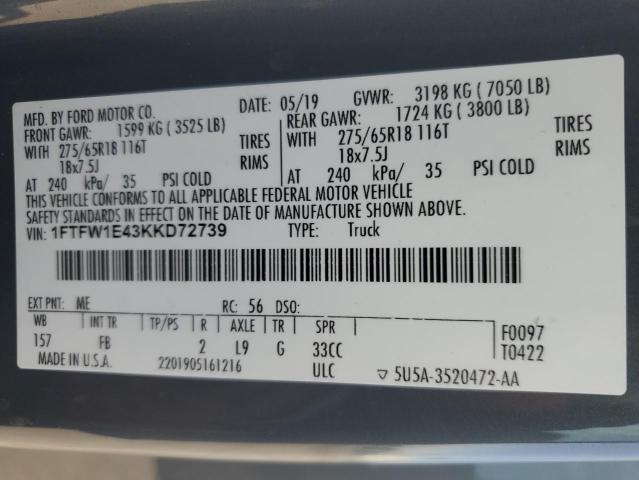 MFD. BY FORD MOTOR CO.
DATE: 05/19 GVWR: 3198 KG ( 7050 LB)
FRONT GAWR: 1599 KG ( 3525 LB)
REAR GAWR: 1724 KG ( 3800 LB)
WITH 275/65R18 116T TIRES
WITH 275/65R18 116T TIRES
18x7.5J RIMS
18x7.5J RIMS
AT 240 kPa/ 35 PSI COLD
AT 240 kPa/ 35 PSI COLD
THIS VEHICLE CONFORMS TO ALL APPLICABLE FEDERAL MOTOR VEHICLE
SAFETY STANDARDS IN EFFECT ON THE DATE OF MANUFACTURE SHOWN ABOVE.
VIN: 1FTFW1E43KKD72739 TYPE: Truck
EXT PNT: ME RC: 56 DSO:
WB INT TR TP/PS R AXLE TR SPR F0097
157 FB 2 L9 G 33CC T0422
MADE IN U.S.A. 2201905161216 ULC ▽ 5U5A-3520472-AA